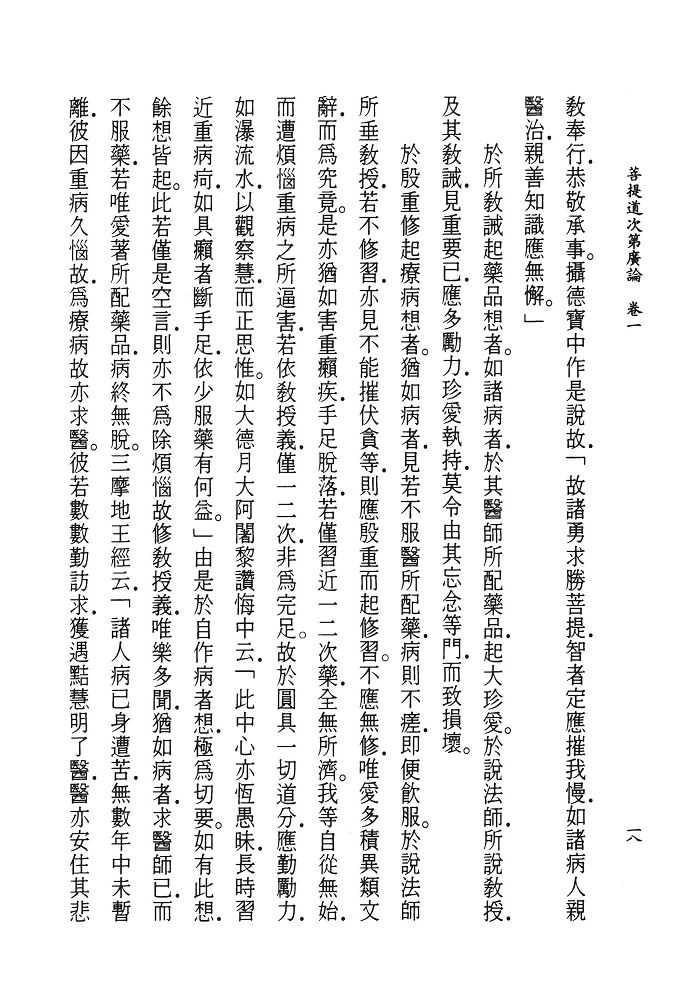 菩提道次第廣論 卷一
一八
教奉行．恭敬承事。攝德寶中作是說故．「故諸勇求勝菩提．智者定應摧我慢．如諸病人親
醫治．親善知識應無懈。」
於所教誡起藥品想者。如諸病者．於其醫師所配藥品．起大珍愛。於說法師．所說教授．
及其教誡．見重要已．應多勵力．珍愛執持．莫令由其忘念等門．而致損壞。
於殷重修起療病想者。猶如病者．見若不服醫所配藥．病則不瘥．即便飲服。於說法師
所垂教授．若不修習．亦見不能摧伏貪等．則應殷重而起修習。不應無修．唯愛多積異類文
辭．而為究竟。是亦猶如害重癩疾．手足脫落．若僅習近一二次藥．全無所濟。我等自從無始．
而遭煩惱重病之所逼害．若依教授義．僅一二次．非為完足。故於圓具一切道分．應勤勵力．
如瀑流水．以觀察慧．而正思惟。如大德月大阿闍黎讚悔中云．「此中心亦恆愚昧．長時習
近重病疴．如具癩者斷手足．依少服藥有何益。」由是於自作病者想．極為切要。如有此想．
餘想皆起。此若僅是空言．則亦不為除煩惱故修教授義．唯樂多聞．猶如病者．求醫師已．而
不服藥．若唯愛著所配藥品．病終無脫。三摩地王經云．「諸人病已身遭苦．無數年中未暫
離．彼因重病久惱故．為療病故亦求醫。彼若數數勤訪求．獲遇黠慧明了醫．醫亦安住其悲